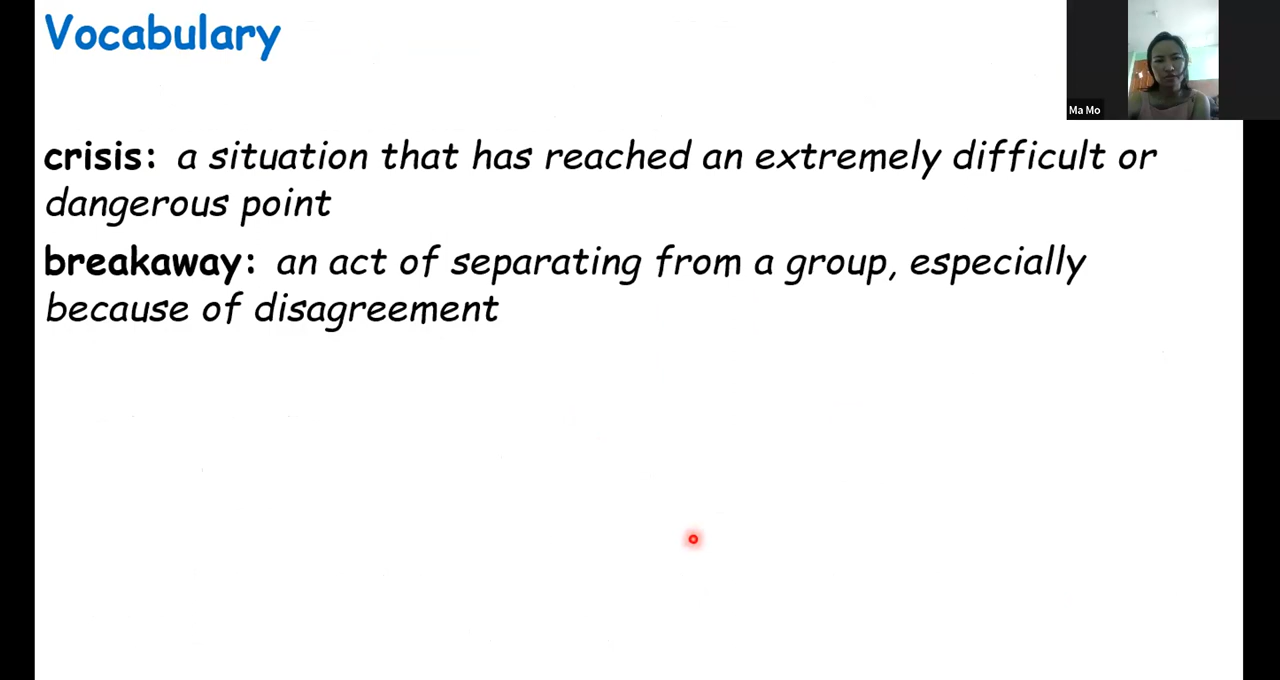 Vocabulary
Ma Mo
crisis: a situation that has reached an extremely difficult or
dangerous point
breakaway: an act of separating from a group, especially
because of disagreement